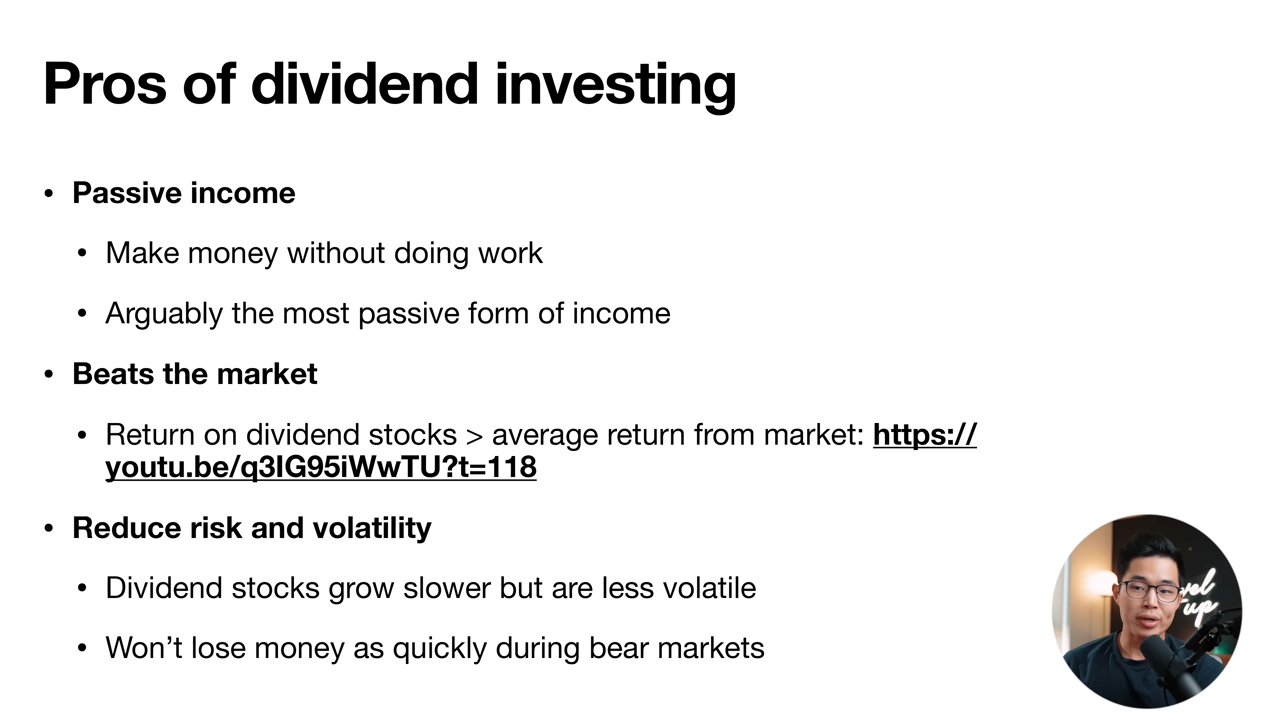 Pros of dividend investing
• Passive income
• Make money without doing work
• Arguably the most passive form of income
• Beats the market
• Return on dividend stocks > average return from market: https://
youtu.be/q3lG95iWwTU?t=118
• Reduce risk and volatility
• Dividend stocks grow slower but are less volatile
• Won’t lose money as quickly during bear markets
vel
up